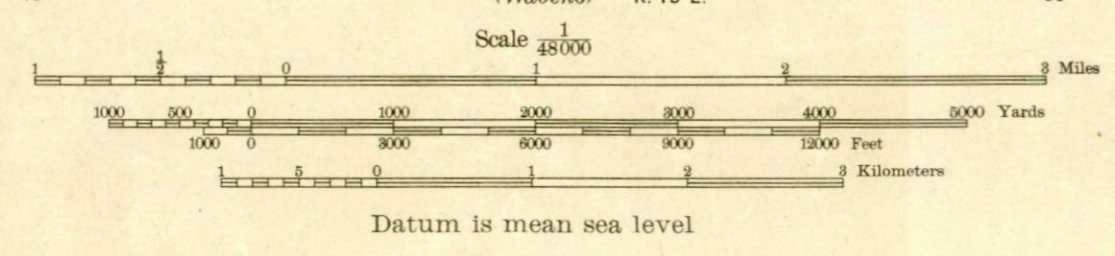 R. 15 E.
Scale 1/48000
1 1/2 0 1 2 3 Miles
1000 500 0 1000 2000 3000 4000 5000 Yards
1000 0 3000 6000 9000 12000 Feet
1 5 0 1 2 3 Kilometers
Datum is mean sea level